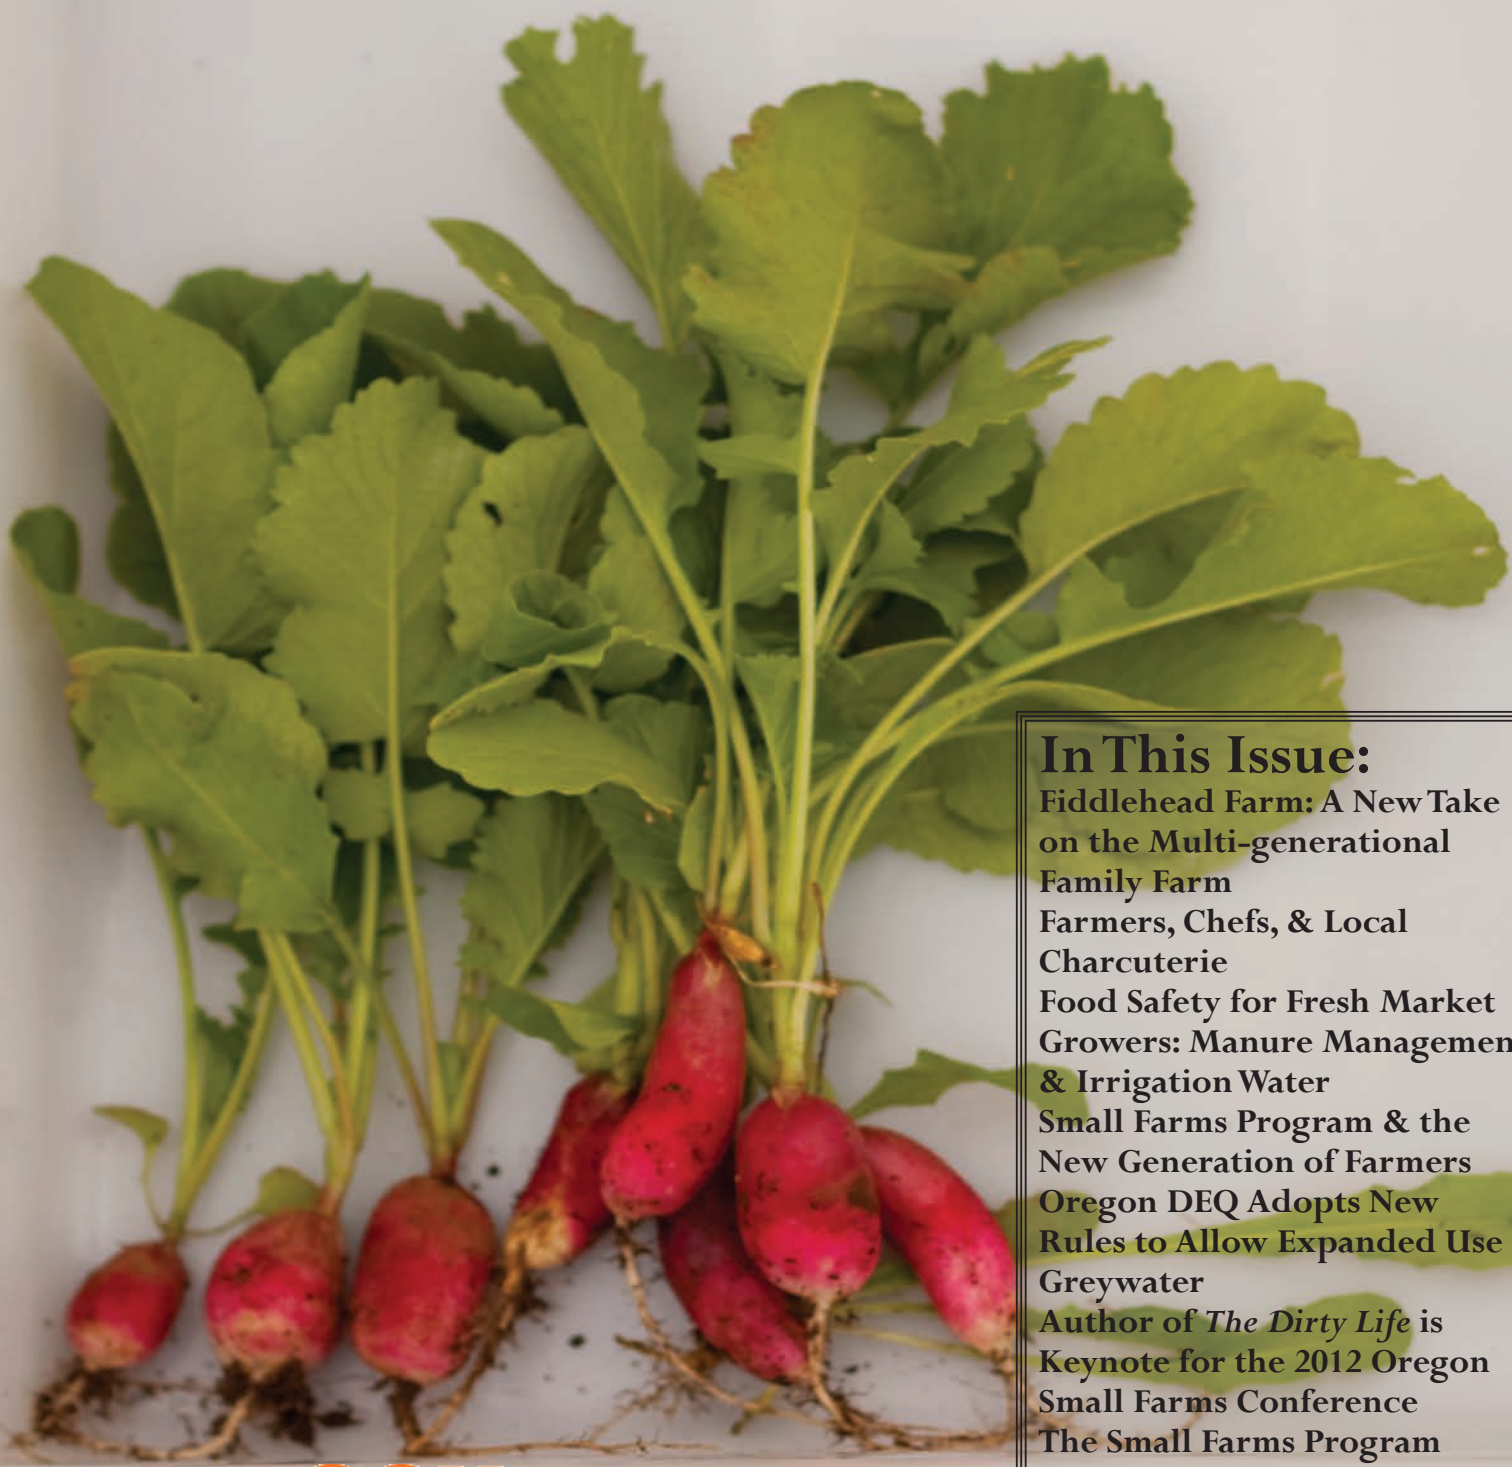 In This Issue:
Fiddlehead Farm: A New Take
on the Multi-generational
Family Farm
Farmers, Chefs, & Local
Charcuterie
Food Safety for Fresh Market
Growers: Manure Managemen
& Irrigation Water
Small Farms Program & the
New Generation of Farmers
Oregon DEQ Adopts New
Rules to Allow Expanded Use
Greywater
Author of The Dirty Life is
Keynote for the 2012 Oregon
Small Farms Conference
The Small Farms Program